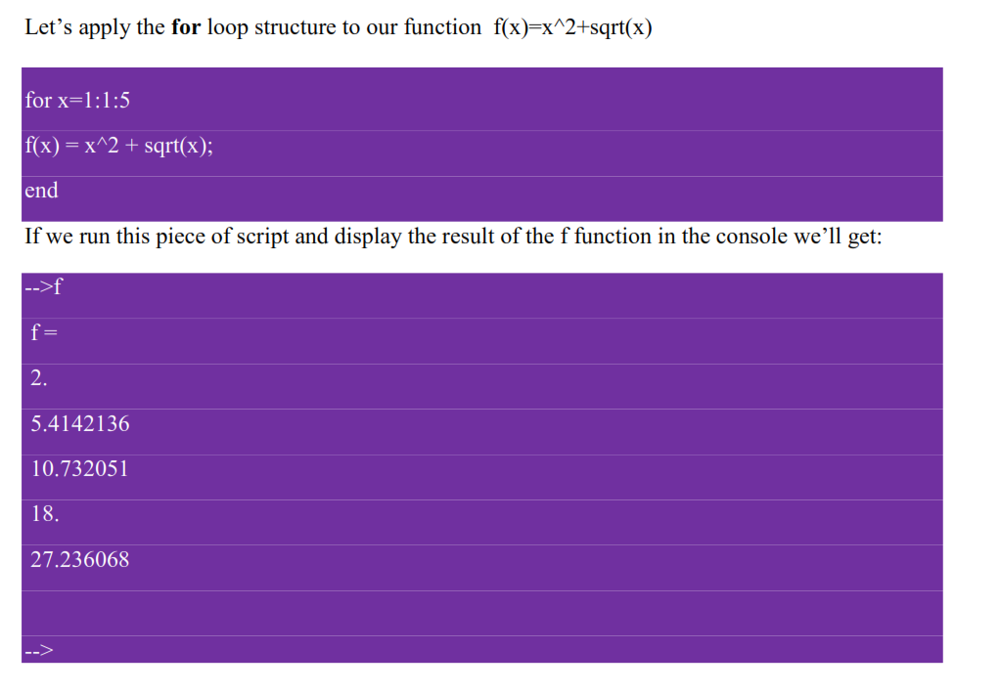 Let’s apply the for loop structure to our function  f(x)=x^2+sqrt(x)
for x=1:1:5
f(x) = x^2 + sqrt(x);
end
If we run this piece of script and display the result of the f function in the console we’ll get:
-->f
f =
2.
5.4142136
10.732051
18.
27.236068
-->